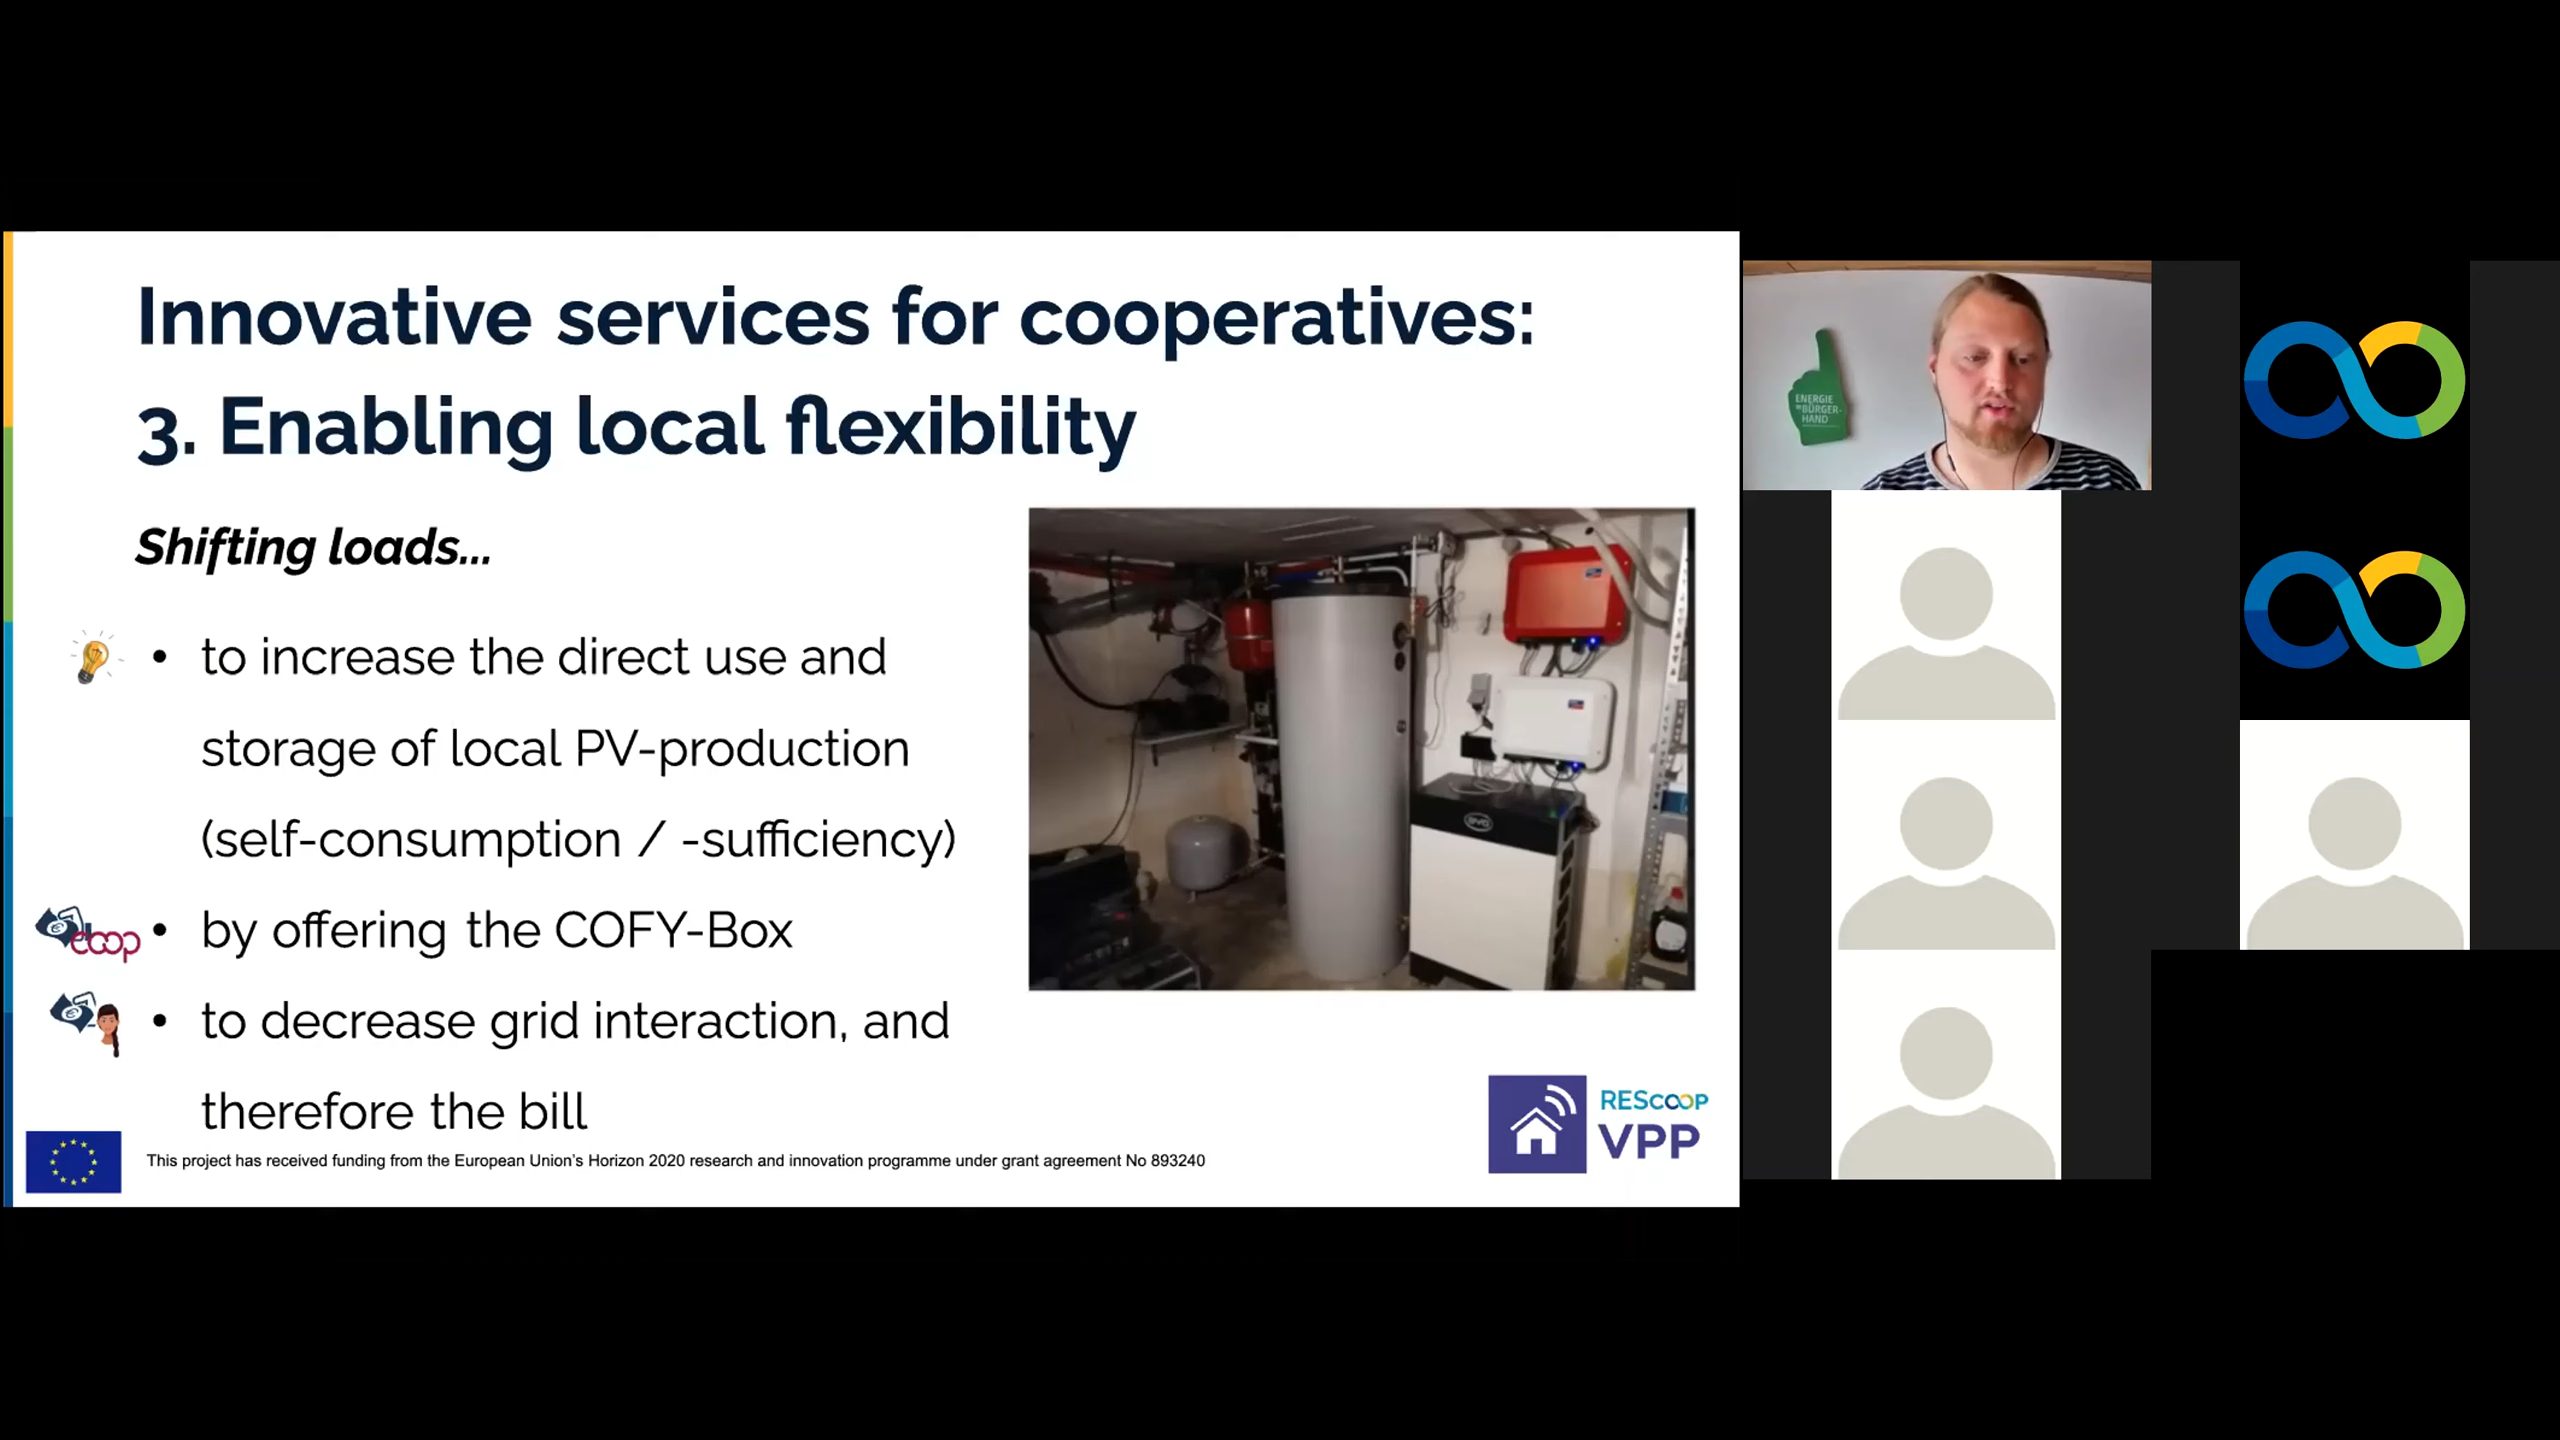 Innovative services for cooperatives:
3. Enabling local flexibility
Shifting loads...
• to increase the direct use and
storage of local PV-production
(self-consumption / -sufficiency)
• by offering the COFY-Box
• to decrease grid interaction, and
therefore the bill
This project has received funding from the European Union's Horizon 2020 research and innovation programme under grant agreement No 893240
REScoop
VPP
coop
BYD
ENERGIE
IN BÜRGER-
HAND